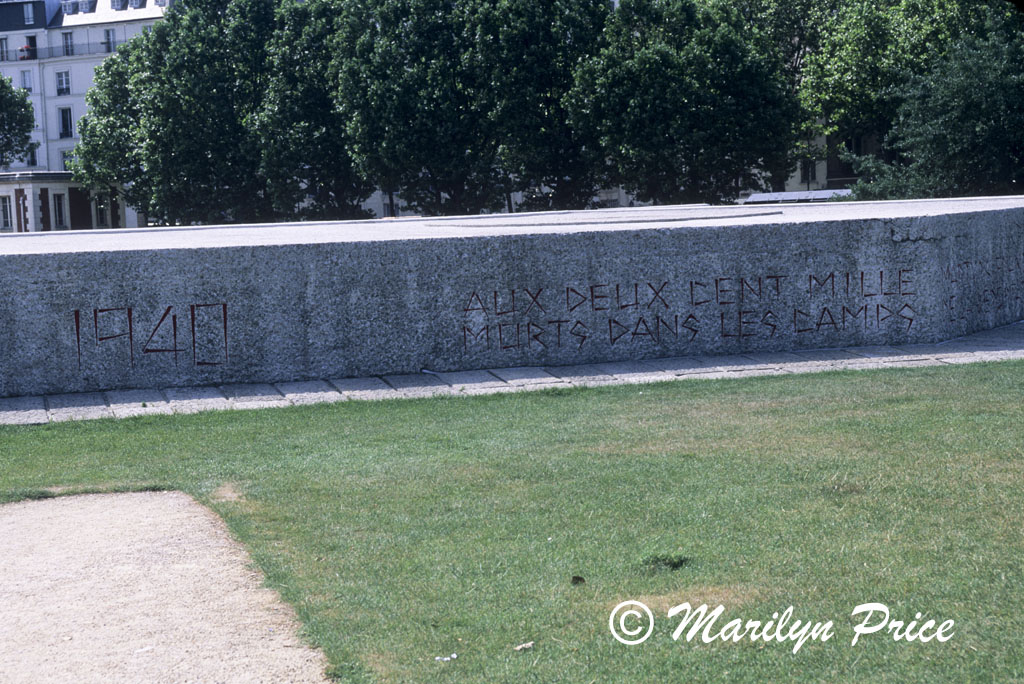 1940
AUX DEUX CENT MILLE
MORTS DANS LES CAMPS
© Marilyn Price